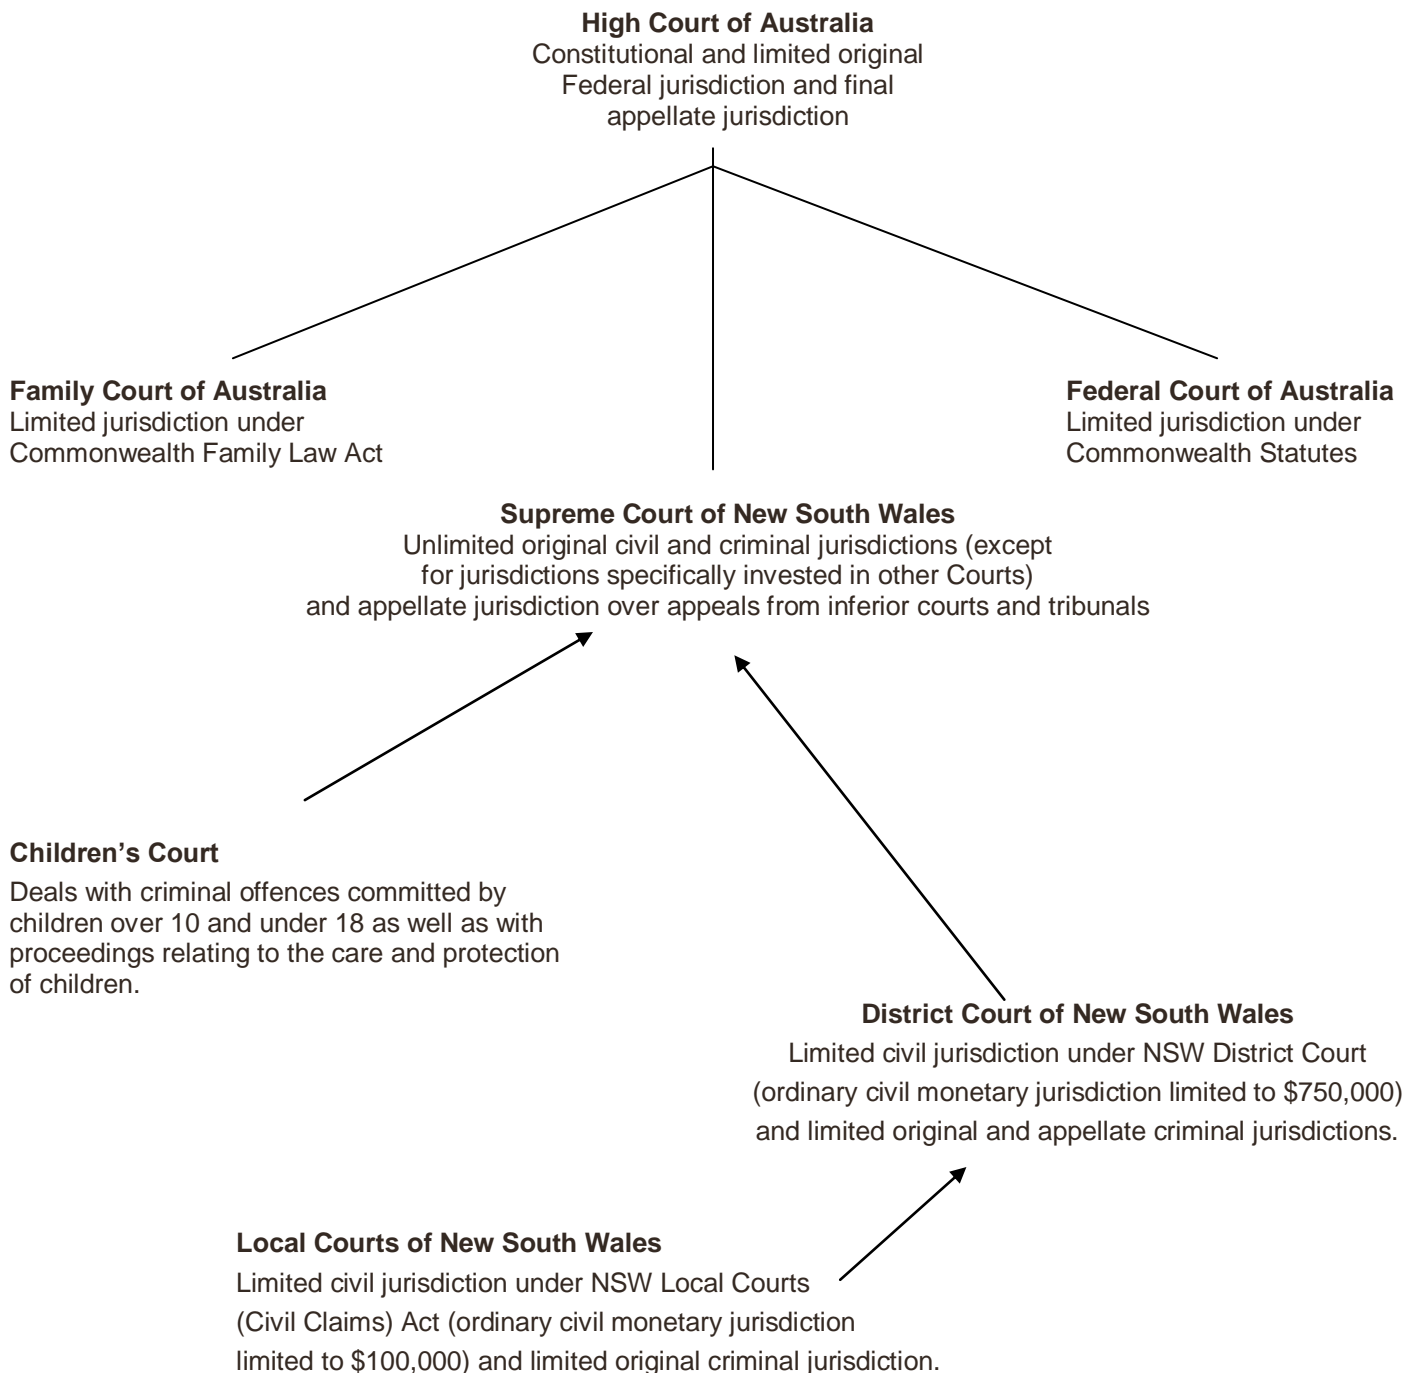 High Court of Australia
Constitutional and limited original
Federal jurisdiction and final
appellate jurisdiction
Family Court of Australia
Limited jurisdiction under
Commonwealth Family Law Act
Federal Court of Australia
Limited jurisdiction under
Commonwealth Statutes
Supreme Court of New South Wales
Unlimited original civil and criminal jurisdictions (except
for jurisdictions specifically invested in other Courts)
and appellate jurisdiction over appeals from inferior courts and tribunals
Children's Court
Deals with criminal offences committed by
children over 10 and under 18 as well as with
proceedings relating to the care and protection
of children.
District Court of New South Wales
Limited civil jurisdiction under NSW District Court
(ordinary civil monetary jurisdiction limited to $750,000)
and limited original and appellate criminal jurisdictions.
Local Courts of New South Wales
Limited civil jurisdiction under NSW Local Courts
(Civil Claims) Act (ordinary civil monetary jurisdiction
limited to $100,000) and limited original criminal jurisdiction.